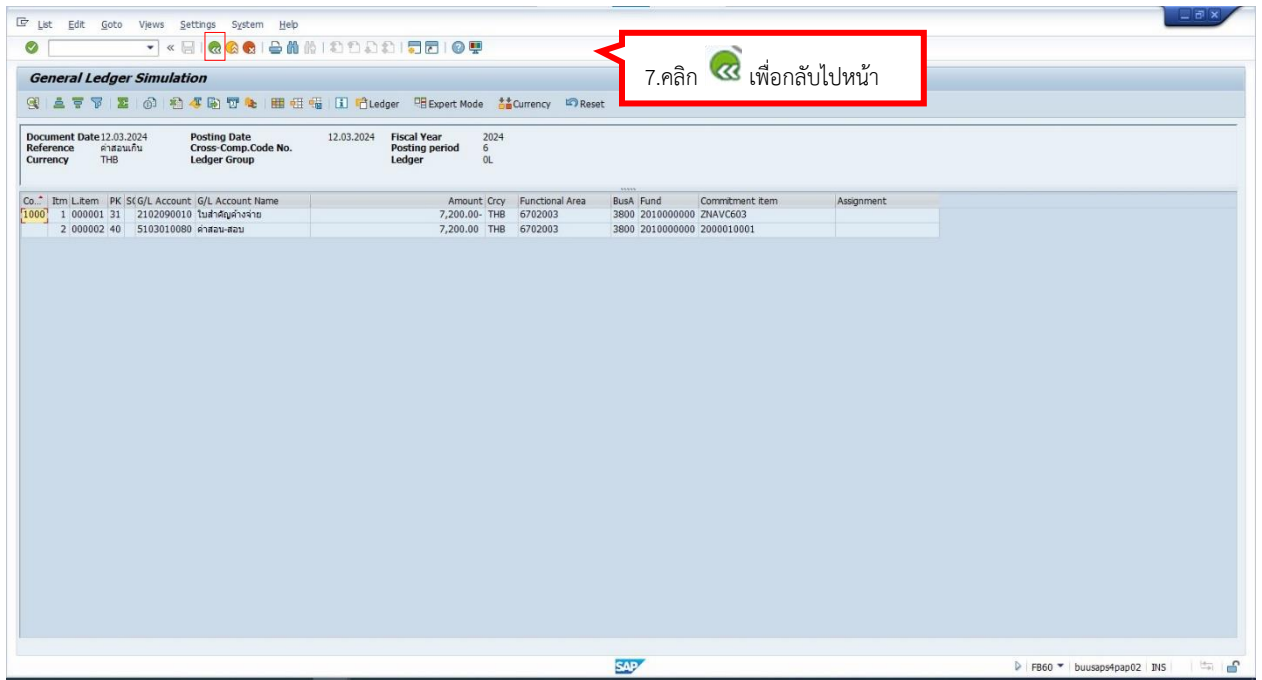 List Edit Goto Views Settings System Help
7.คลิก เพื่อกลับไปหน้า
General Ledger Simulation
Ledger Expert Mode Currency Reset
Document Date 12.03.2024 Posting Date 12.03.2024 Fiscal Year 2024
Reference ค่าสอนเกิน Cross-Comp.Code No. Posting period 6
Currency THB Ledger Group Ledger 0L
Co.. Itm L.item PK S G/L Account G/L Account Name Amount Crcy Functional Area BusA Fund Commitment item Assignment
1000 1 000001 31 2102090010 ใบสำคัญค้างจ่าย 7,200.00- THB 6702003 3800 2010000000 ZNAVC603
2 000002 40 5103010080 ค่าสอน-สอบ 7,200.00 THB 6702003 3800 2010000000 2000010001
SAP FB60 buusaps4pap02 INS